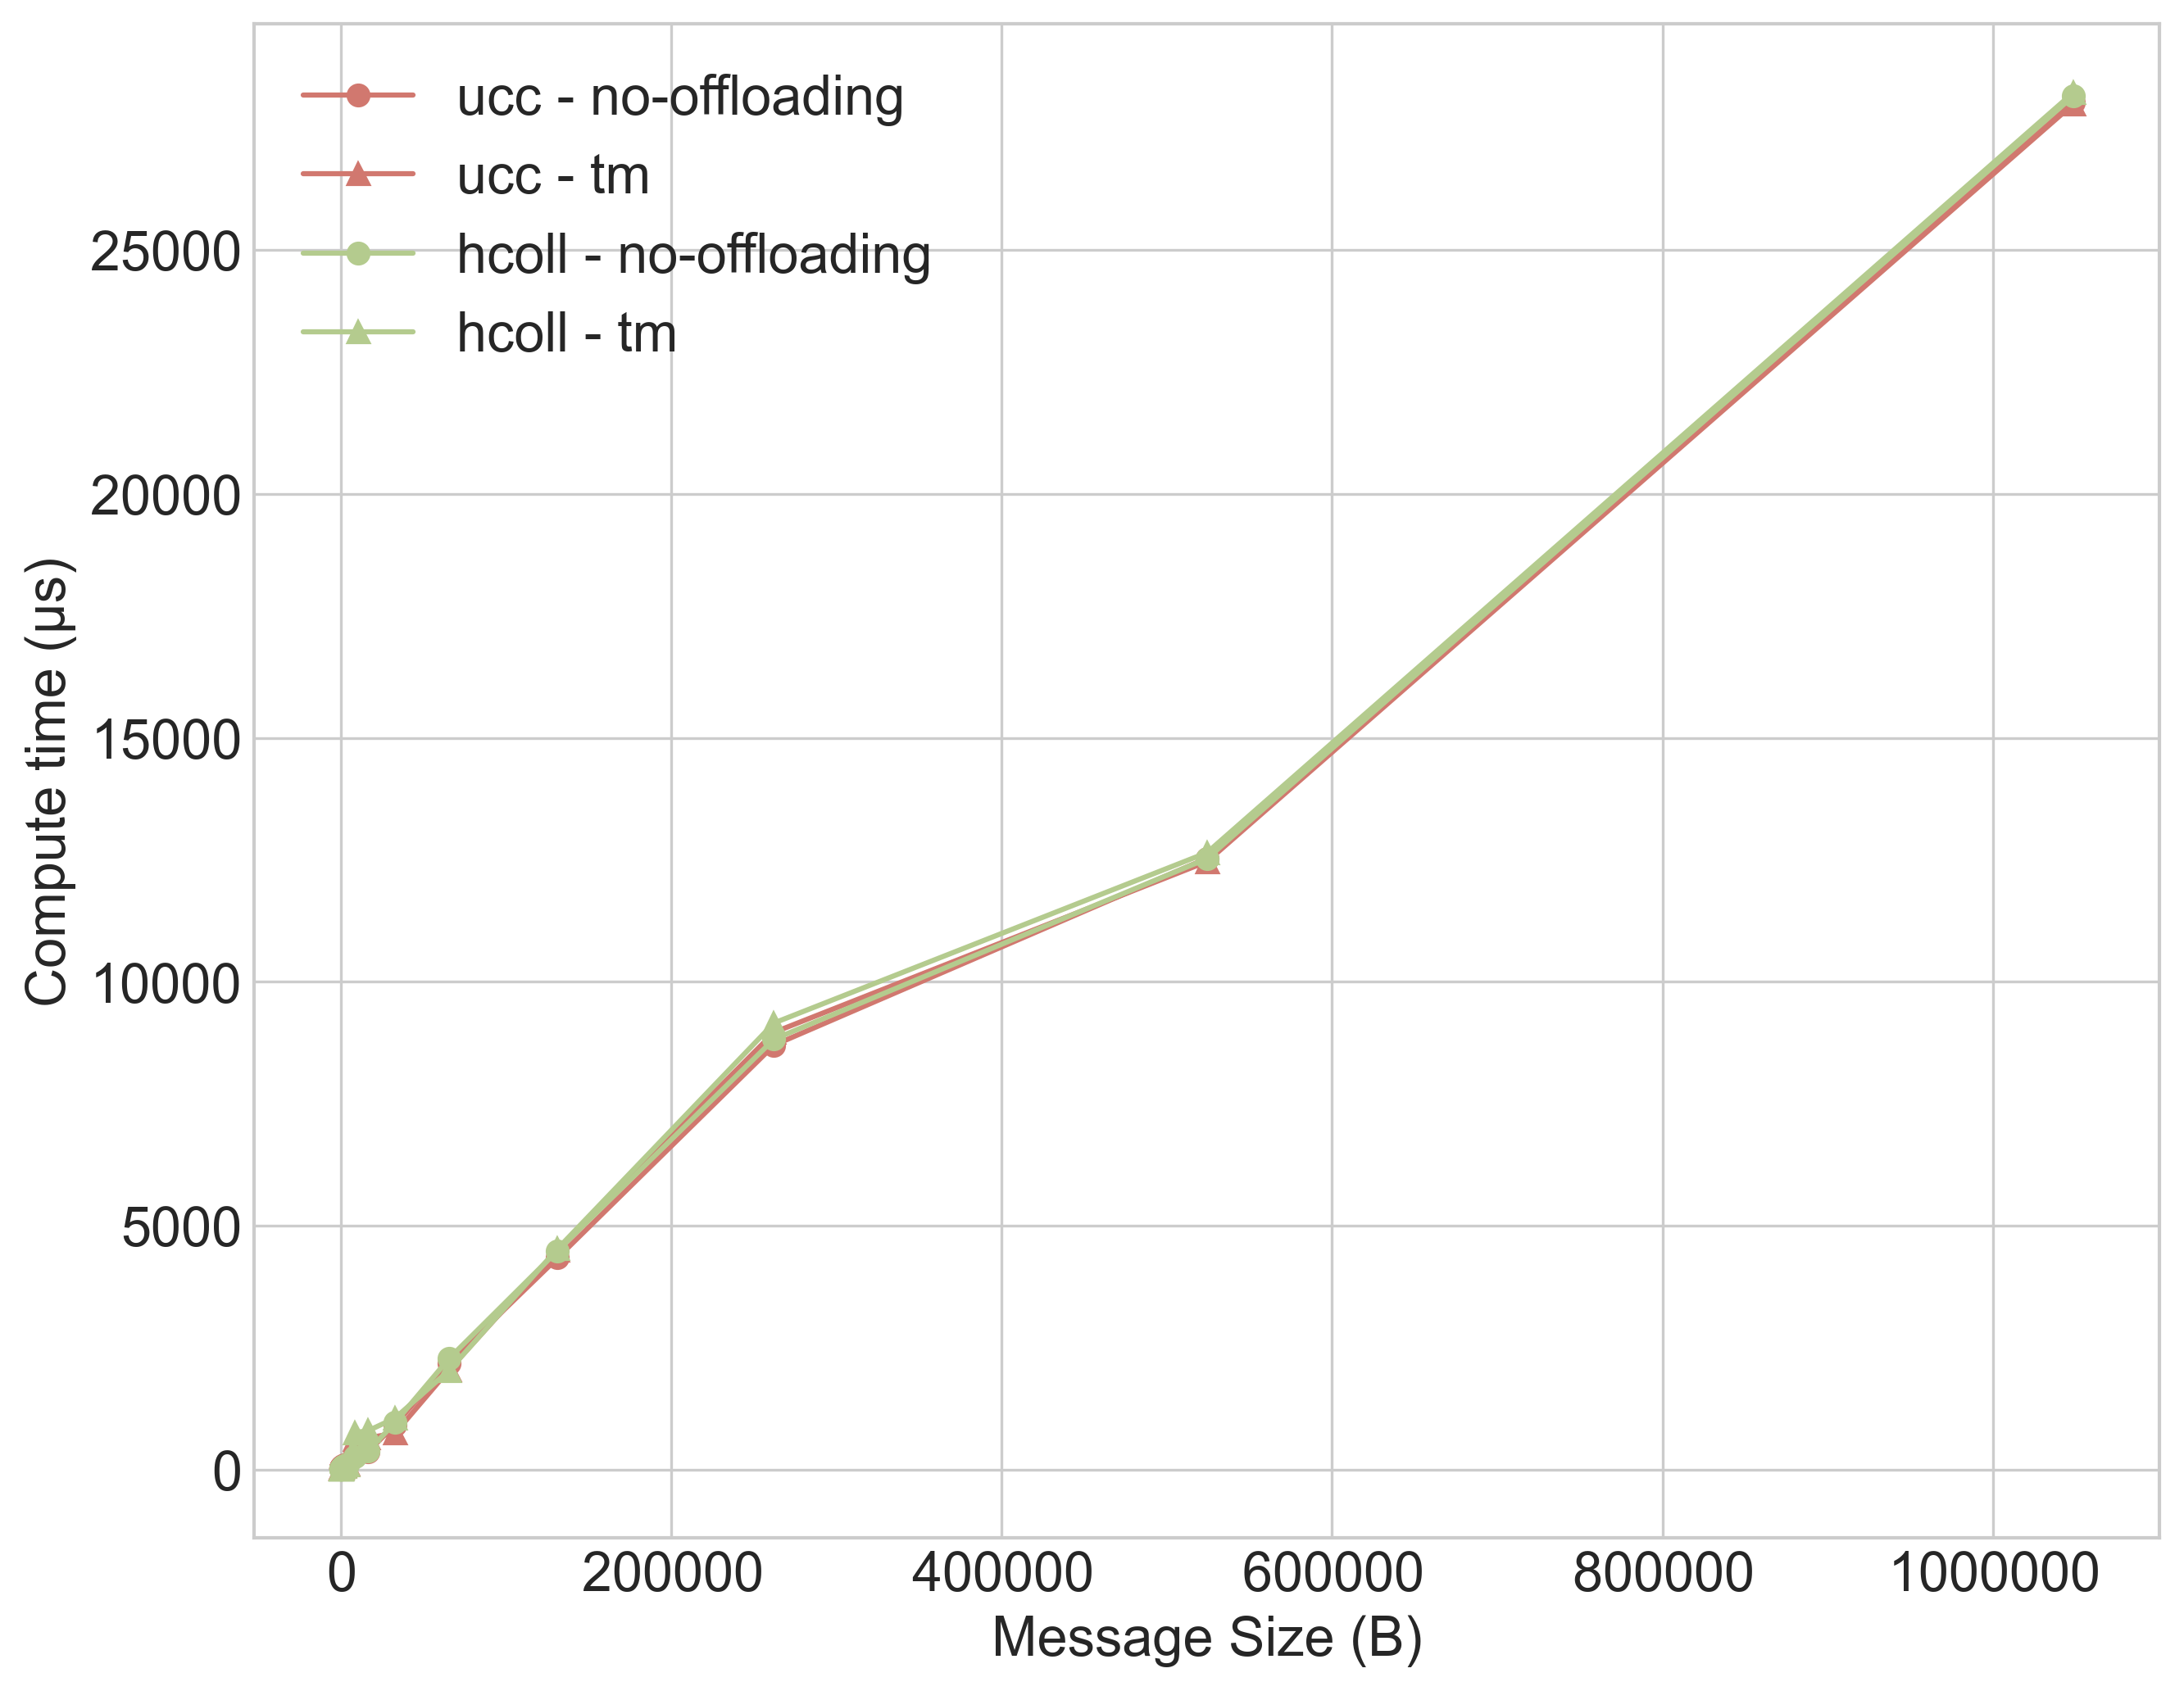 ucc - no-offloading
ucc - tm
hcoll - no-offloading
hcoll - tm
Compute time (µs)
25000
20000
15000
10000
5000
0
0 200000 400000 600000 800000 1000000
Message Size (B)